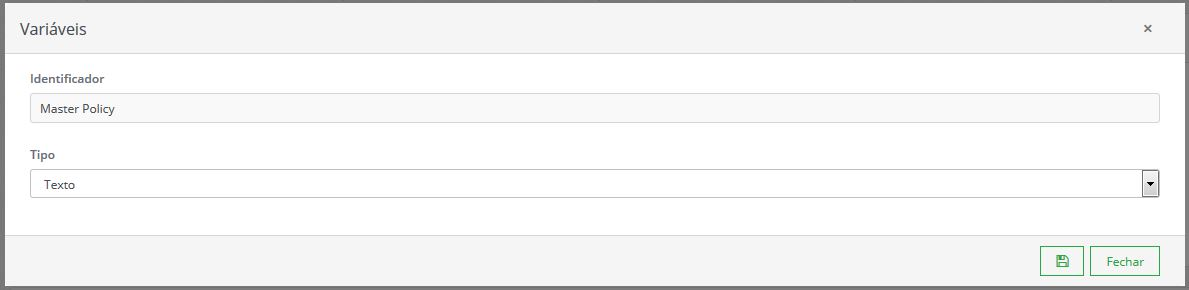 Variáveis ×
Identificador
Master Policy
Tipo
Texto
Fechar